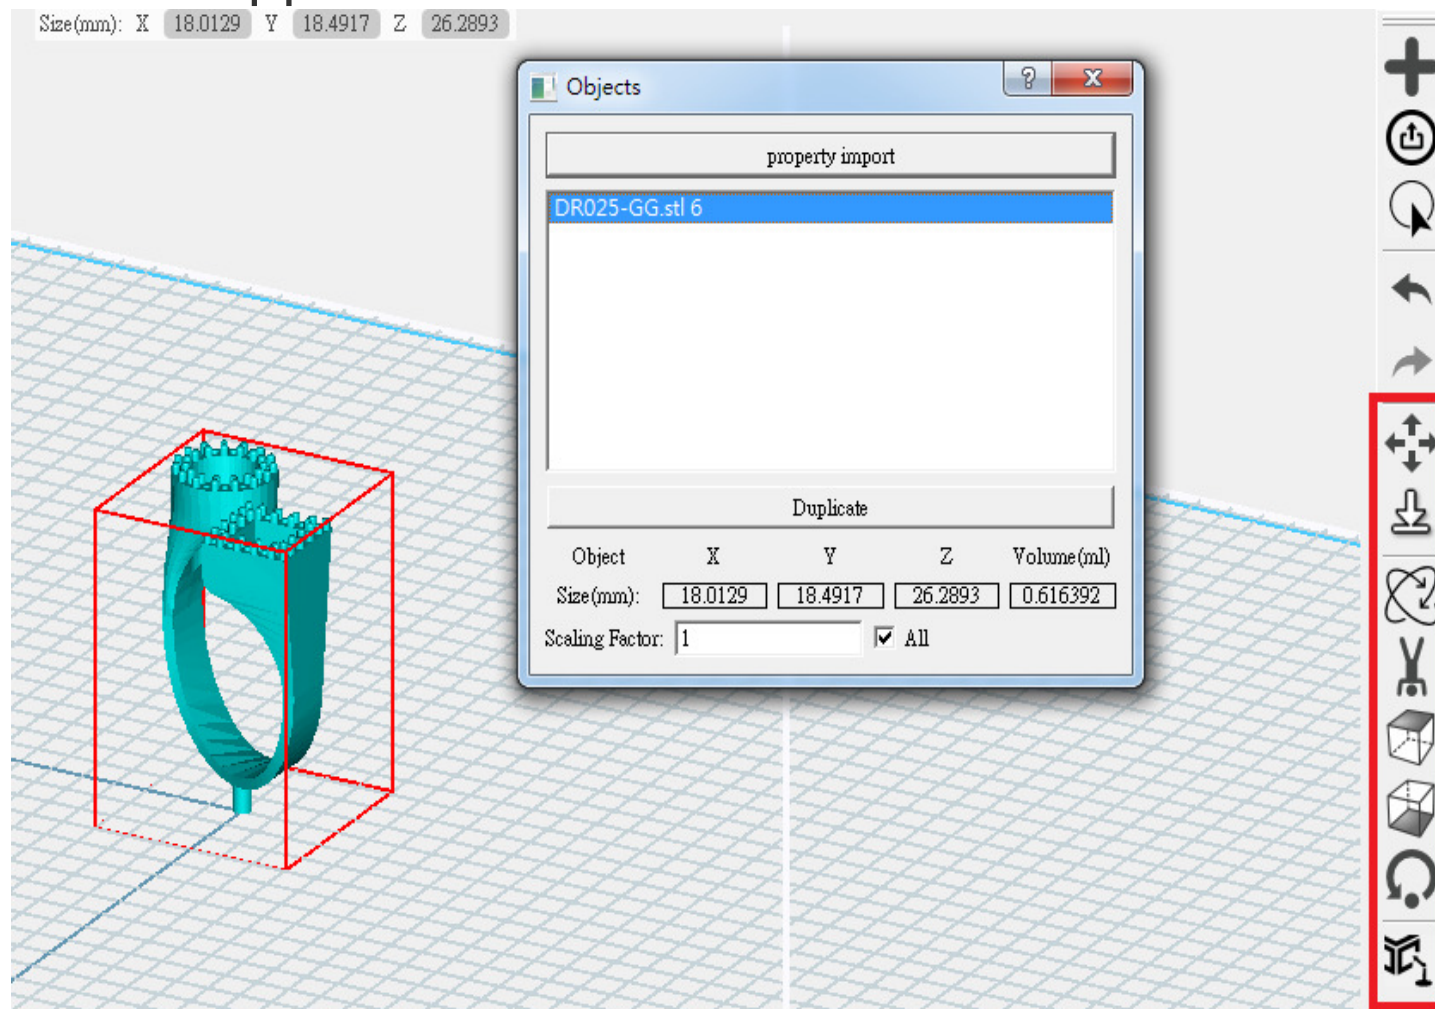 Size(mm): X 18.0129 Y 18.4917 Z 26.2893
Objects
property import
DR025-GG.stl 6
Duplicate
Object X Y Z Volume(ml)
Size(mm): 18.0129 18.4917 26.2893 0.616392
Scaling Factor: 1 All